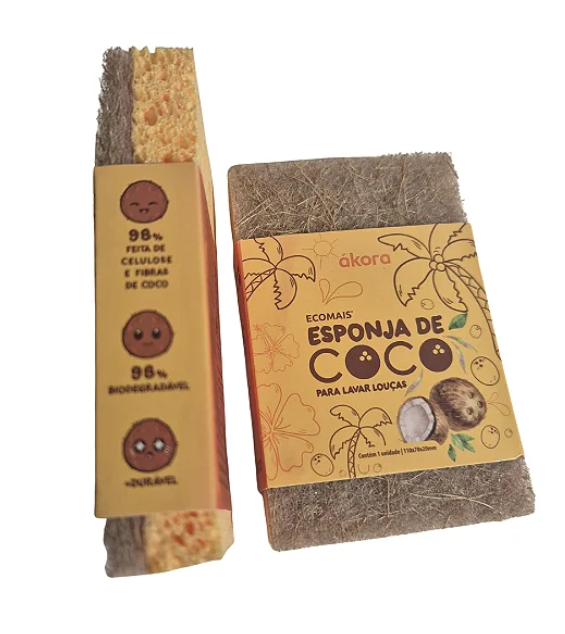 98%
FEITA DE
CELULOSE
E FIBRAS
DE COCO
98%
BIODEGRADÁVEL
+DURÁVEL
ákora
ECOMAIS®
ESPONJA DE
COCO
PARA LAVAR LOUÇAS
Contém 1 unidade | 110x70x20mm